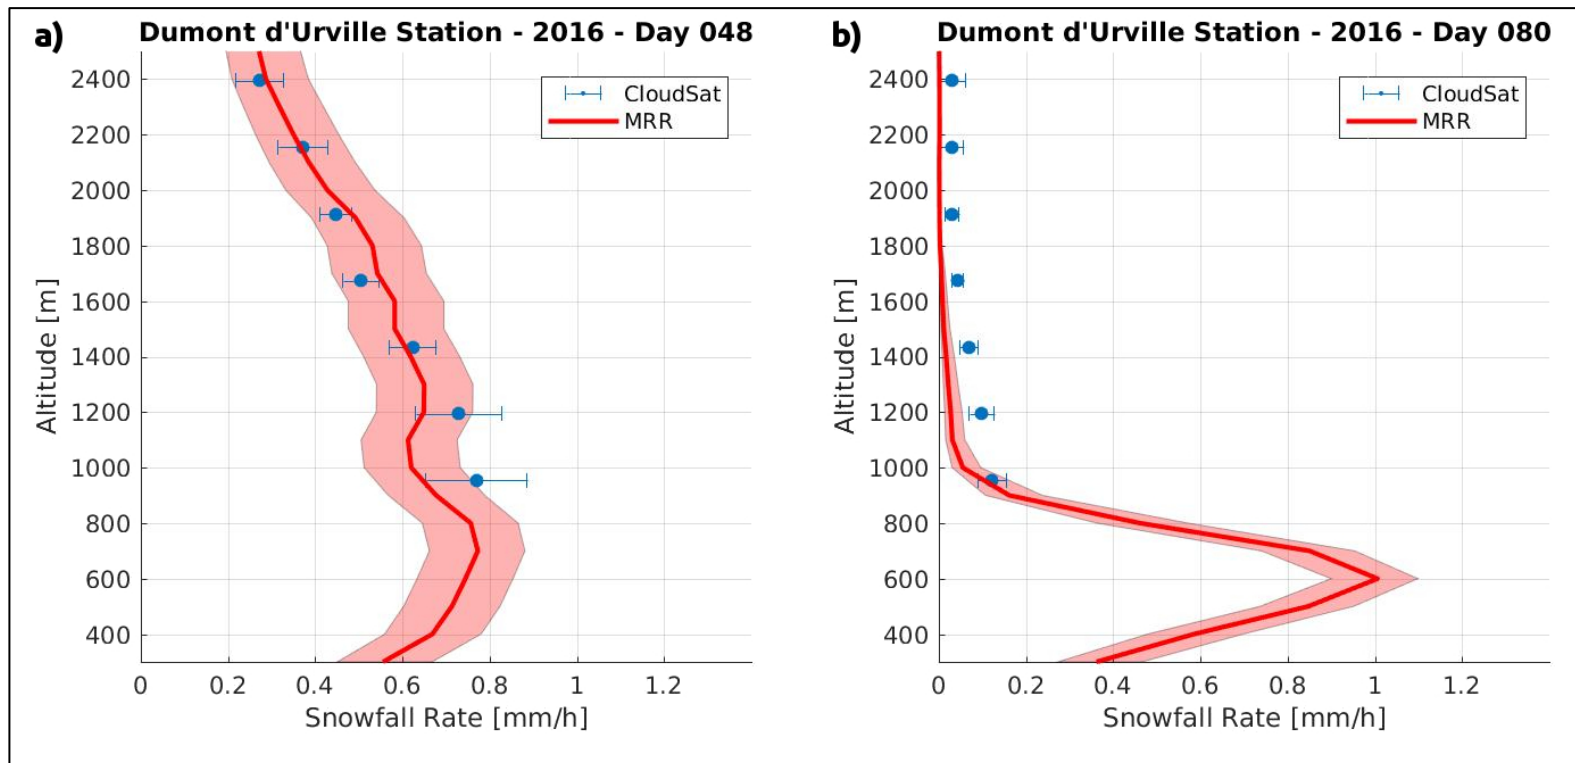 a)
Dumont d'Urville Station - 2016 - Day 048
CloudSat
MRR
2400
2200
2000
1800
1600
1400
1200
1000
800
600
400
Altitude [m]
0 0.2 0.4 0.6 0.8 1 1.2
Snowfall Rate [mm/h]
b)
Dumont d'Urville Station - 2016 - Day 080
CloudSat
MRR
2400
2200
2000
1800
1600
1400
1200
1000
800
600
400
Altitude [m]
0 0.2 0.4 0.6 0.8 1 1.2
Snowfall Rate [mm/h]